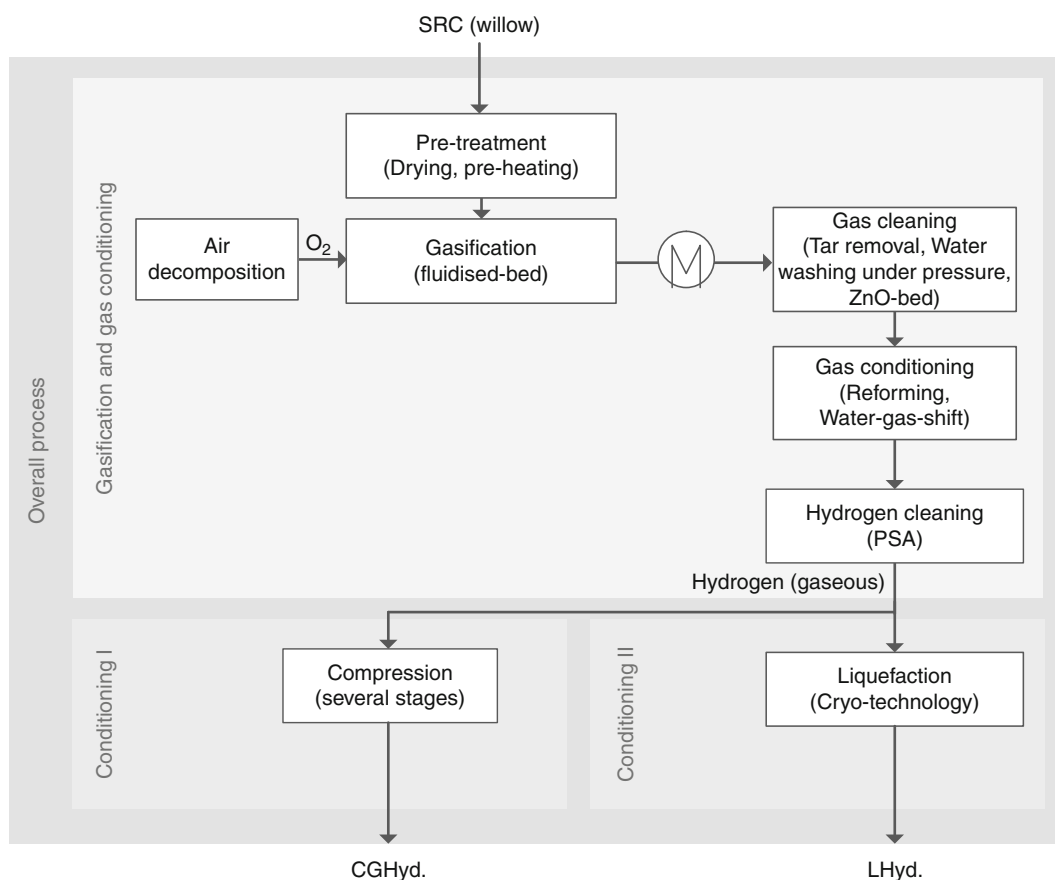 SRC (willow)
Overall process
Gasification and gas conditioning
Pre-treatment
(Drying, pre-heating)
Air
decomposition
O2
Gasification
(fluidised-bed)
Gas cleaning
(Tar removal, Water
washing under pressure,
ZnO-bed)
Gas conditioning
(Reforming,
Water-gas-shift)
Hydrogen cleaning
(PSA)
Hydrogen (gaseous)
Conditioning I
Compression
(several stages)
Conditioning II
Liquefaction
(Cryo-technology)
CGHyd.
LHyd.